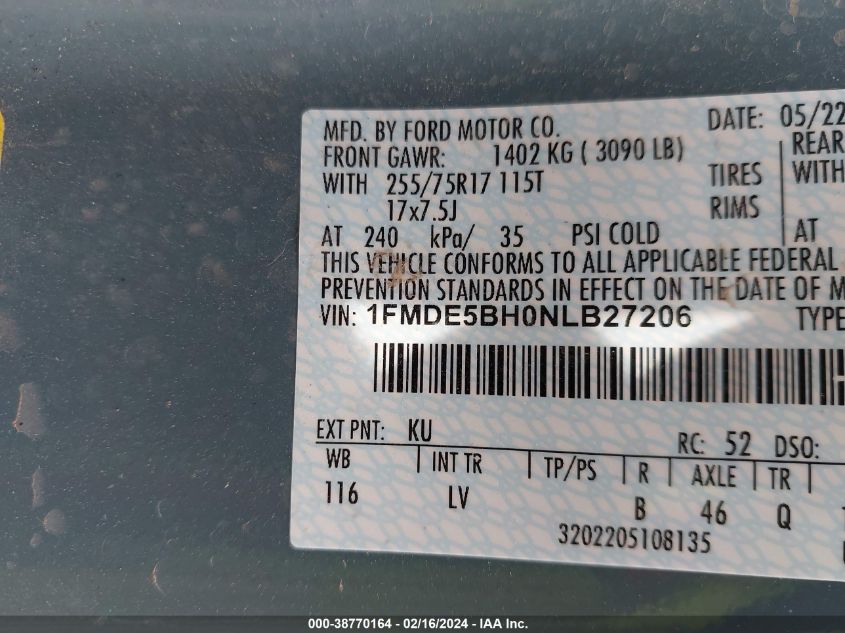 MFD. BY FORD MOTOR CO. DATE: 05/22
FRONT GAWR: 1402 KG ( 3090 LB) REAR
WITH 255/75R17 115T TIRES WITH
17x7.5J RIMS
AT 240 kPa/ 35 PSI COLD AT
THIS VEHICLE CONFORMS TO ALL APPLICABLE FEDERAL
PREVENTION STANDARDS IN EFFECT ON THE DATE OF M
VIN: 1FMDE5BH0NLB27206 TYPE
EXT PNT: KU RC: 52 DSO:
WB INT TR TP/PS R AXLE TR
116 LV B 46 Q
3202205108135
000-38770164 - 02/16/2024 - IAA Inc.